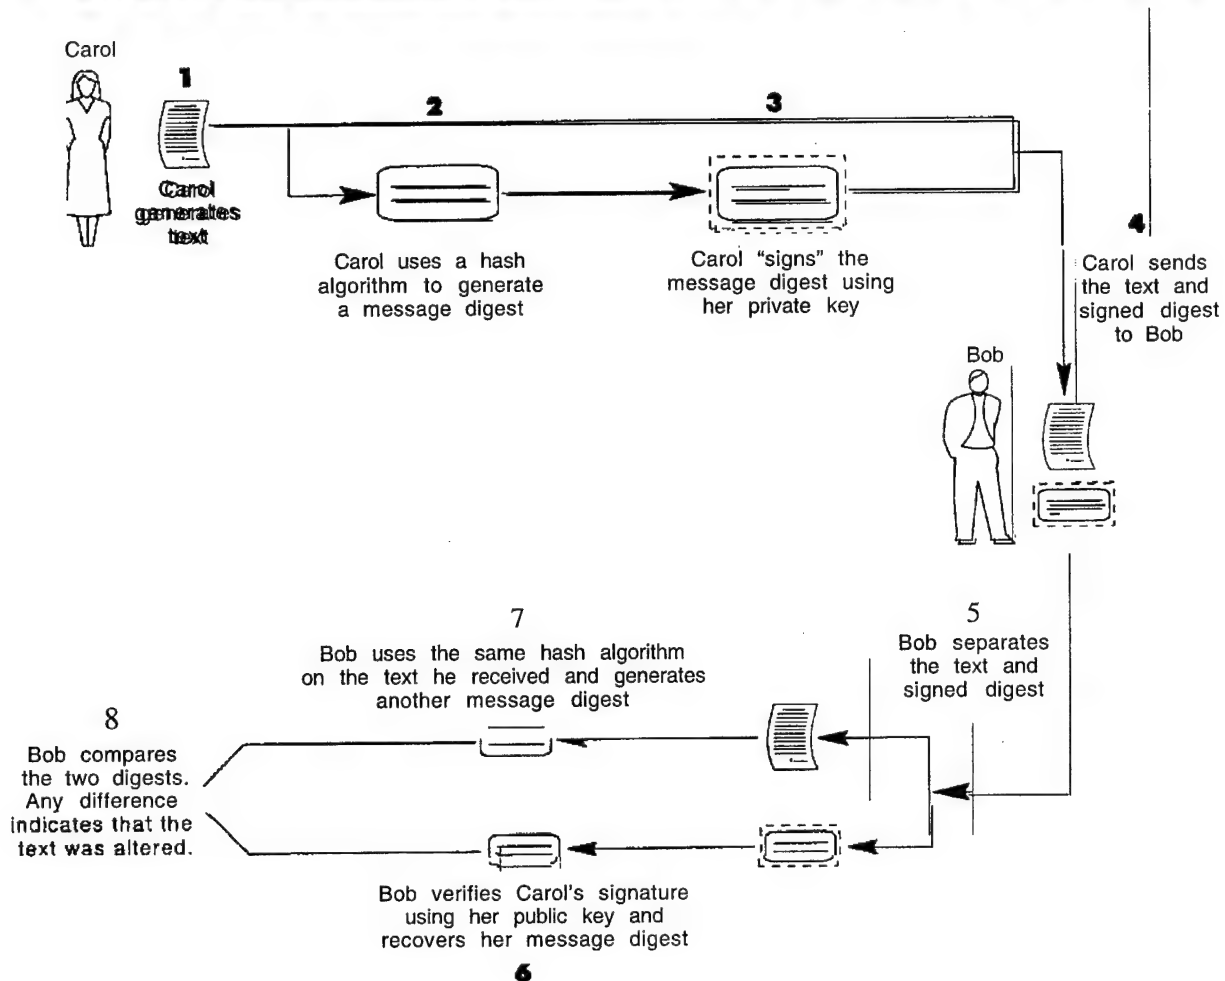 Carol
1
Carol
generates
text
2
Carol uses a hash
algorithm to generate
a message digest
3
Carol “signs” the
message digest using
her private key
4
Carol sends
the text and
signed digest
to Bob
Bob
5
Bob separates
the text and
signed digest
7
Bob uses the same hash algorithm
on the text he received and generates
another message digest
8
Bob compares
the two digests.
Any difference
indicates that the
text was altered.
Bob verifies Carol's signature
using her public key and
recovers her message digest
6